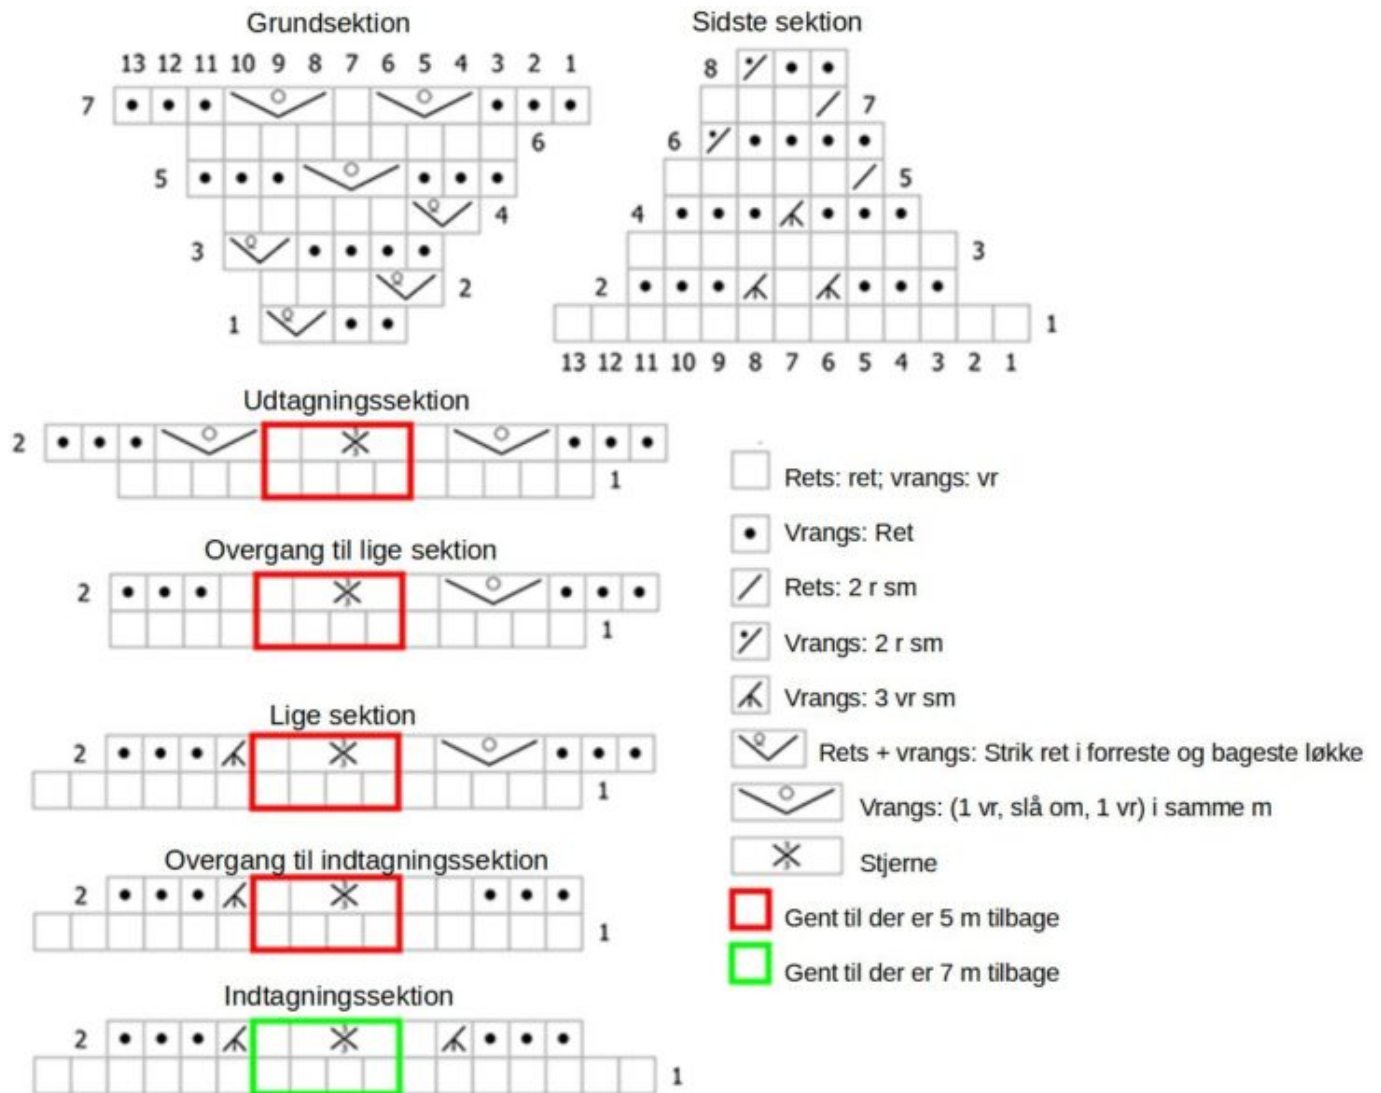 Grundsektion
13 12 11 10 9 8 7 6 5 4 3 2 1
7
6
5
4
3
2
1
Sidste sektion
8
7
6
5
4
3
2
1
13 12 11 10 9 8 7 6 5 4 3 2 1
Udtagningssektion
2
1
Overgang til lige sektion
2
1
Lige sektion
2
1
Overgang til indtagningssektion
2
1
Indtagningssektion
2
1
Rets: ret; vrangs: vr
Vrangs: Ret
Rets: 2 r sm
Vrangs: 2 r sm
Vrangs: 3 vr sm
Rets + vrangs: Strik ret i forreste og bageste løkke
Vrangs: (1 vr, slå om, 1 vr) i samme m
Stjerne
Gent til der er 5 m tilbage
Gent til der er 7 m tilbage